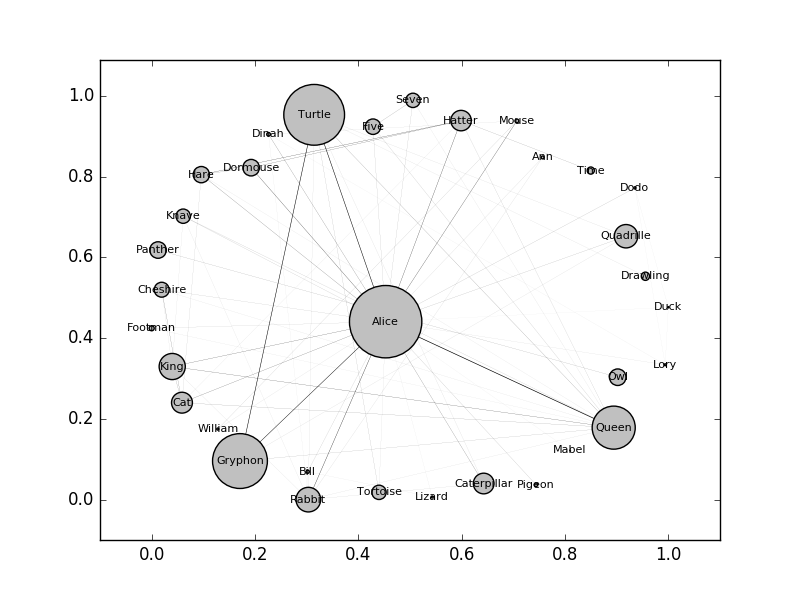 1.0
0.8
0.6
0.4
0.2
0.0
Seven
Turtle
Hatter
Mouse
Five
Dinah
Ann
Dormouse
Hare
Time
Dodo
Knave
Quadrille
Panther
Drawling
Cheshire
Duck
Footman
Alice
King
Lory
Owl
Cat
William
Queen
Mabel
Gryphon
Bill
Rabbit
Tortoise
Lizard
Caterpillar
Pigeon
0.0 0.2 0.4 0.6 0.8 1.0